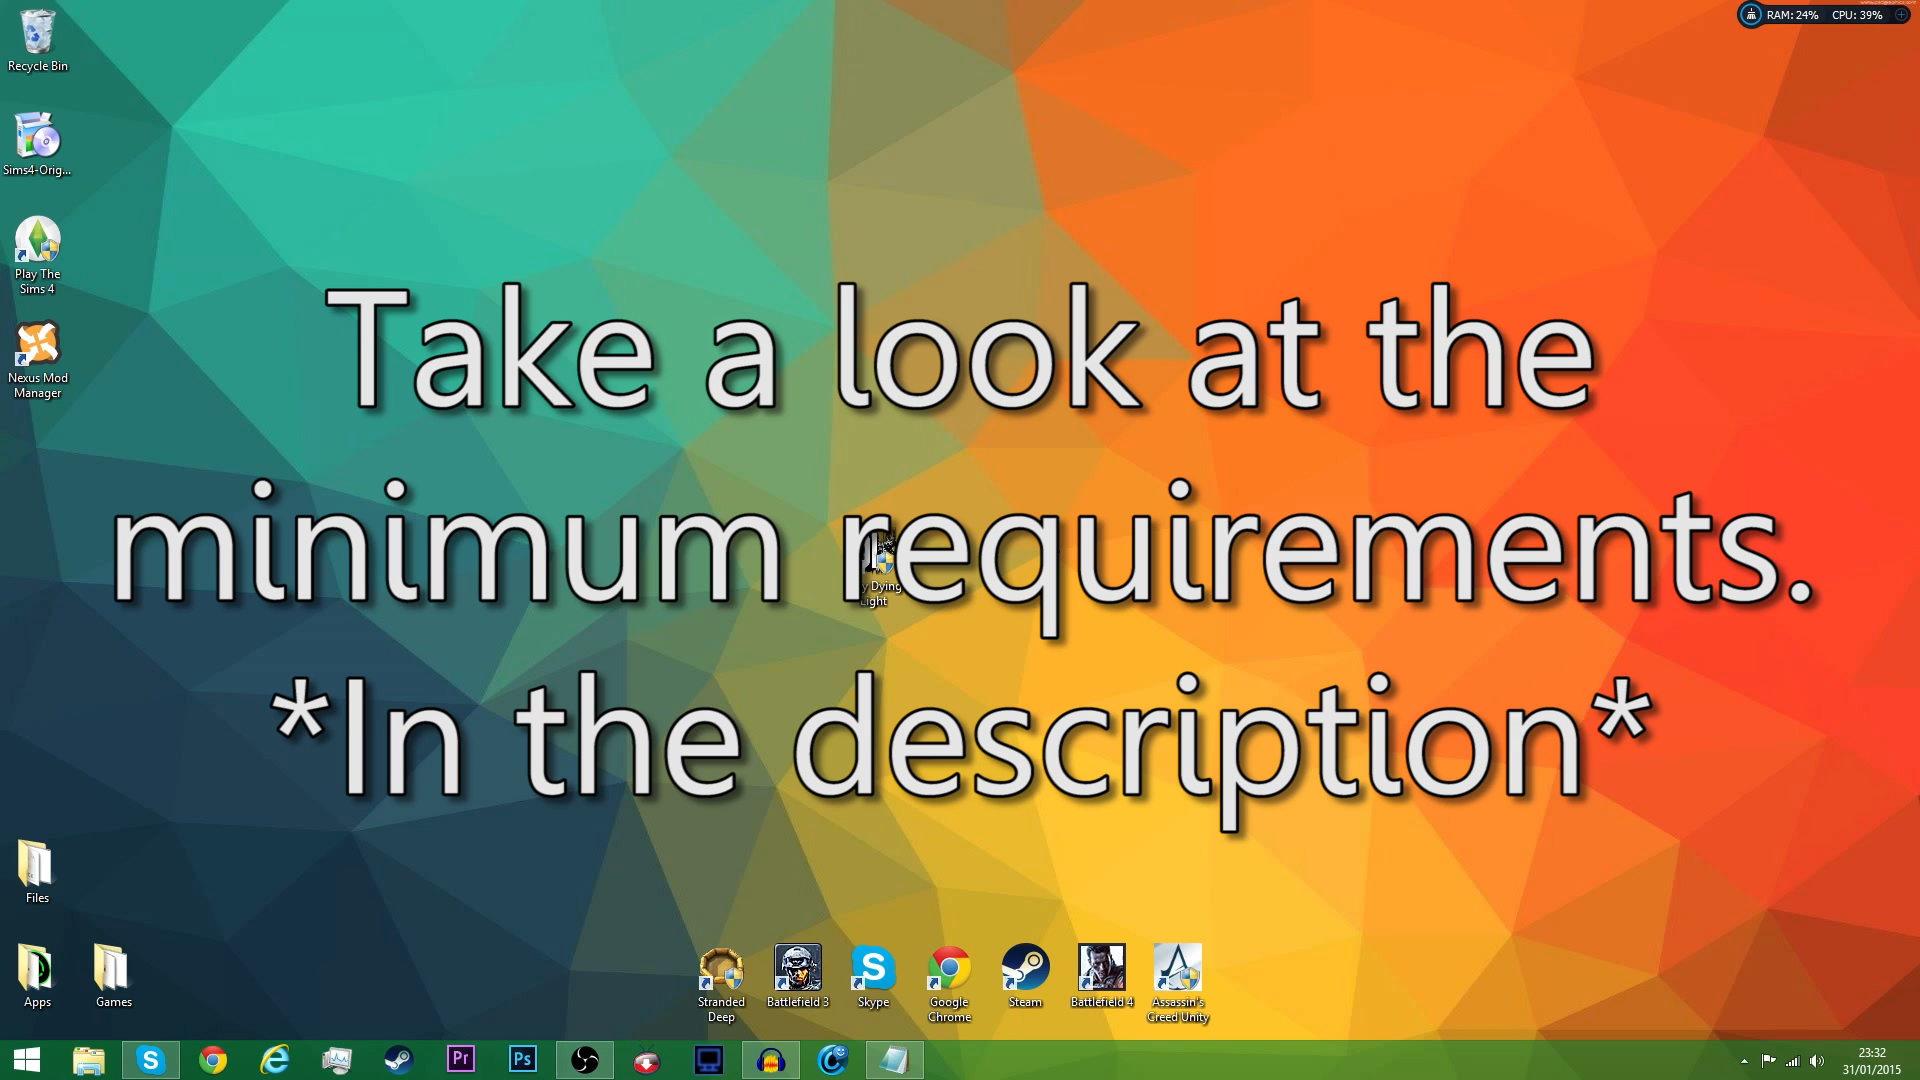 RAM: 24% CPU: 39%
Recycle Bin
Sims4-Orig...
Play The
Sims 4
Nexus Mod
Manager
Take a look at the
minimum requirements.
*In the description*
Dying
Light
Files
Apps
Games
Stranded
Deep
Battlefield 3
Skype
Google
Chrome
Steam
Battlefield 4
Assassin's
Creed Unity
Pr
Ps
23:32
31/01/2015